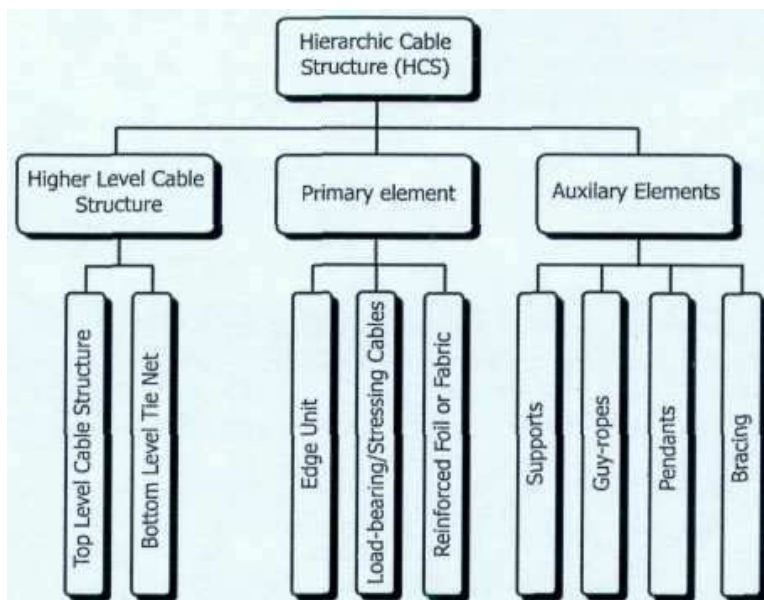 Hierarchic Cable
Structure (HCS)
Higher Level Cable
Structure
Primary element
Auxilary Elements
Top Level Cable Structure
Bottom Level Tie Net
Edge Unit
Load-bearing/Stressing Cables
Reinforced Foil or Fabric
Supports
Guy-ropes
Pendants
Bracing